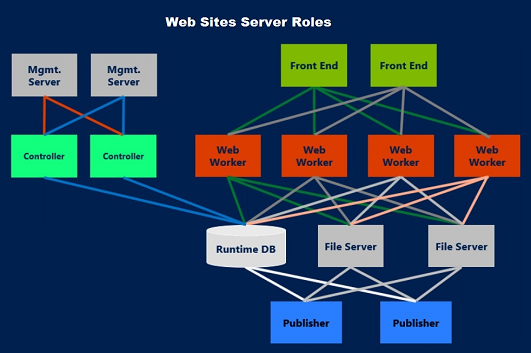 Web Sites Server Roles
Mgmt.
Server
Mgmt.
Server
Front End
Front End
Controller
Controller
Web
Worker
Web
Worker
Web
Worker
Web
Worker
Runtime DB
File Server
File Server
Publisher
Publisher